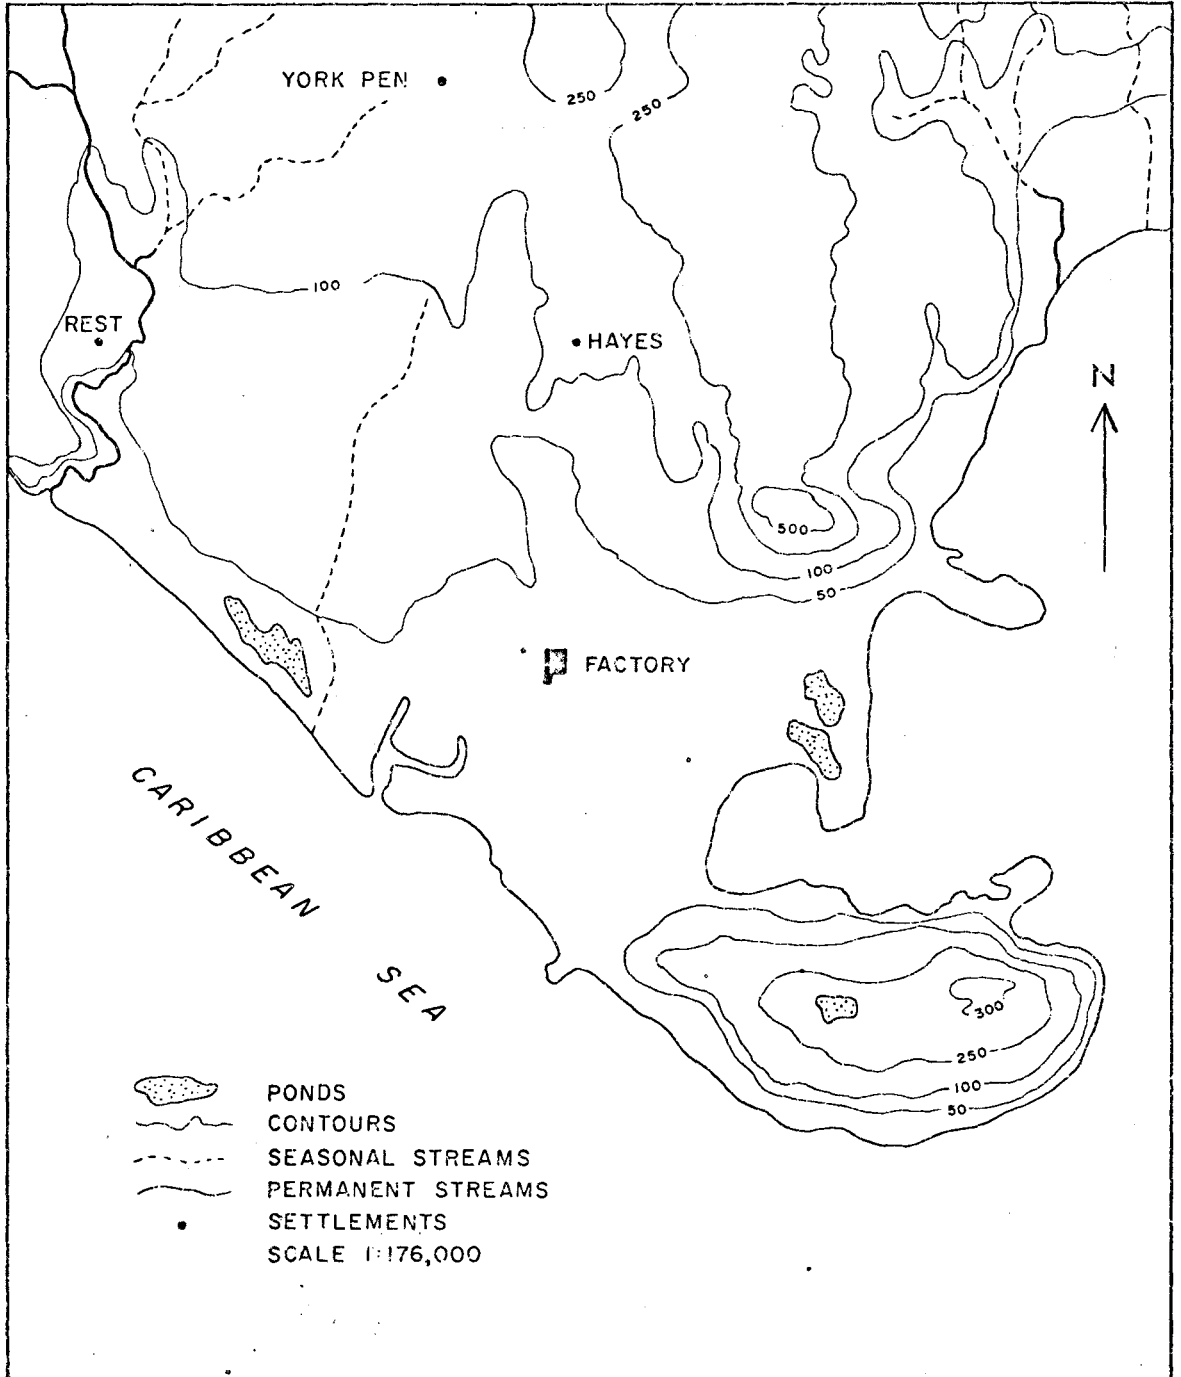 YORK PEN
250
250
100
REST
HAYES
N
500
100
50
FACTORY
CARIBBEAN
SEA
300
250
100
50
PONDS
CONTOURS
SEASONAL STREAMS
PERMANENT STREAMS
SETTLEMENTS
SCALE 1:176,000